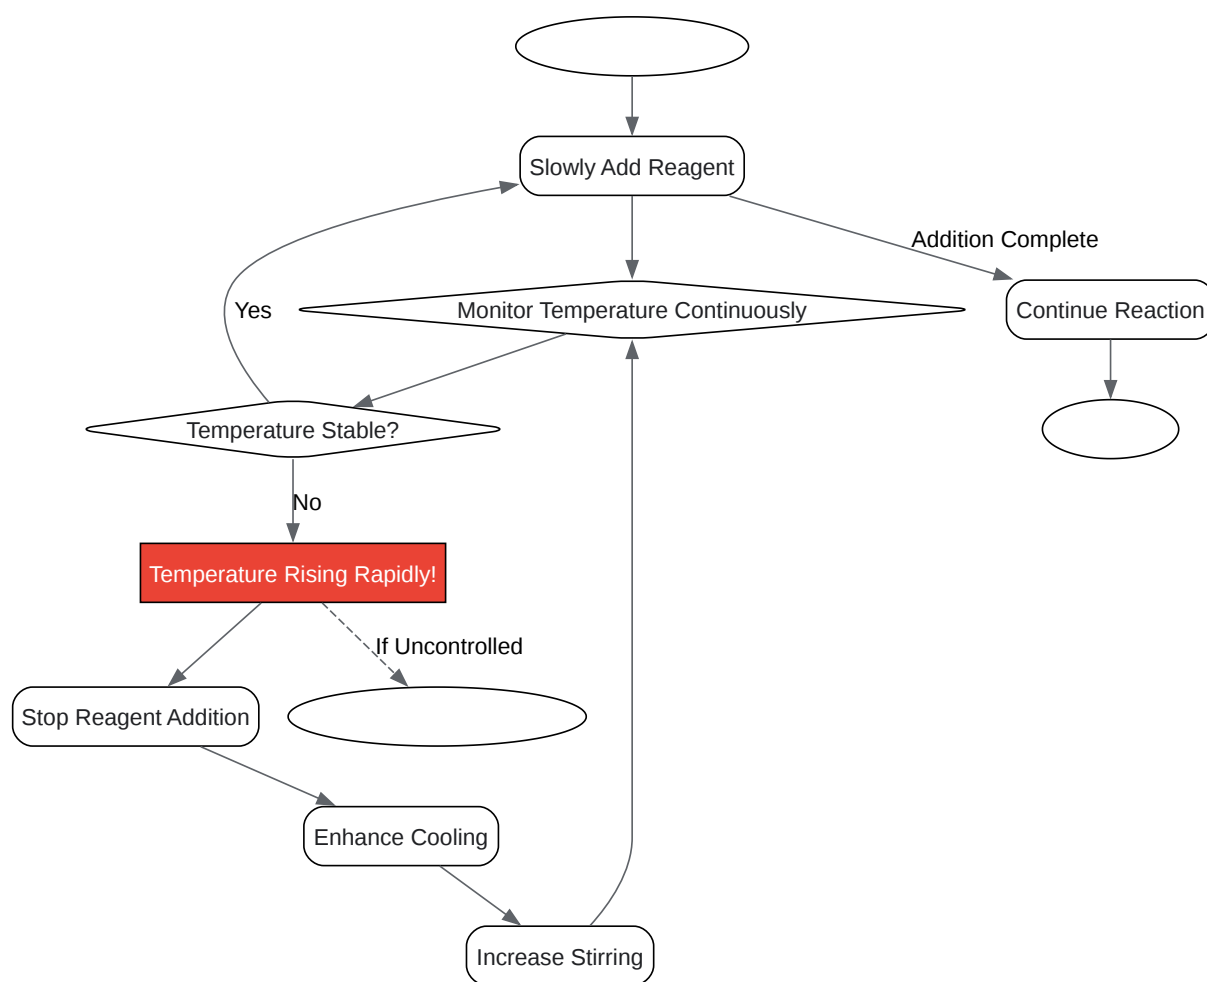 Slowly Add Reagent
Addition Complete
Yes
Monitor Temperature Continuously
Continue Reaction
Temperature Stable?
No
Temperature Rising Rapidly!
If Uncontrolled
Stop Reagent Addition
Enhance Cooling
Increase Stirring